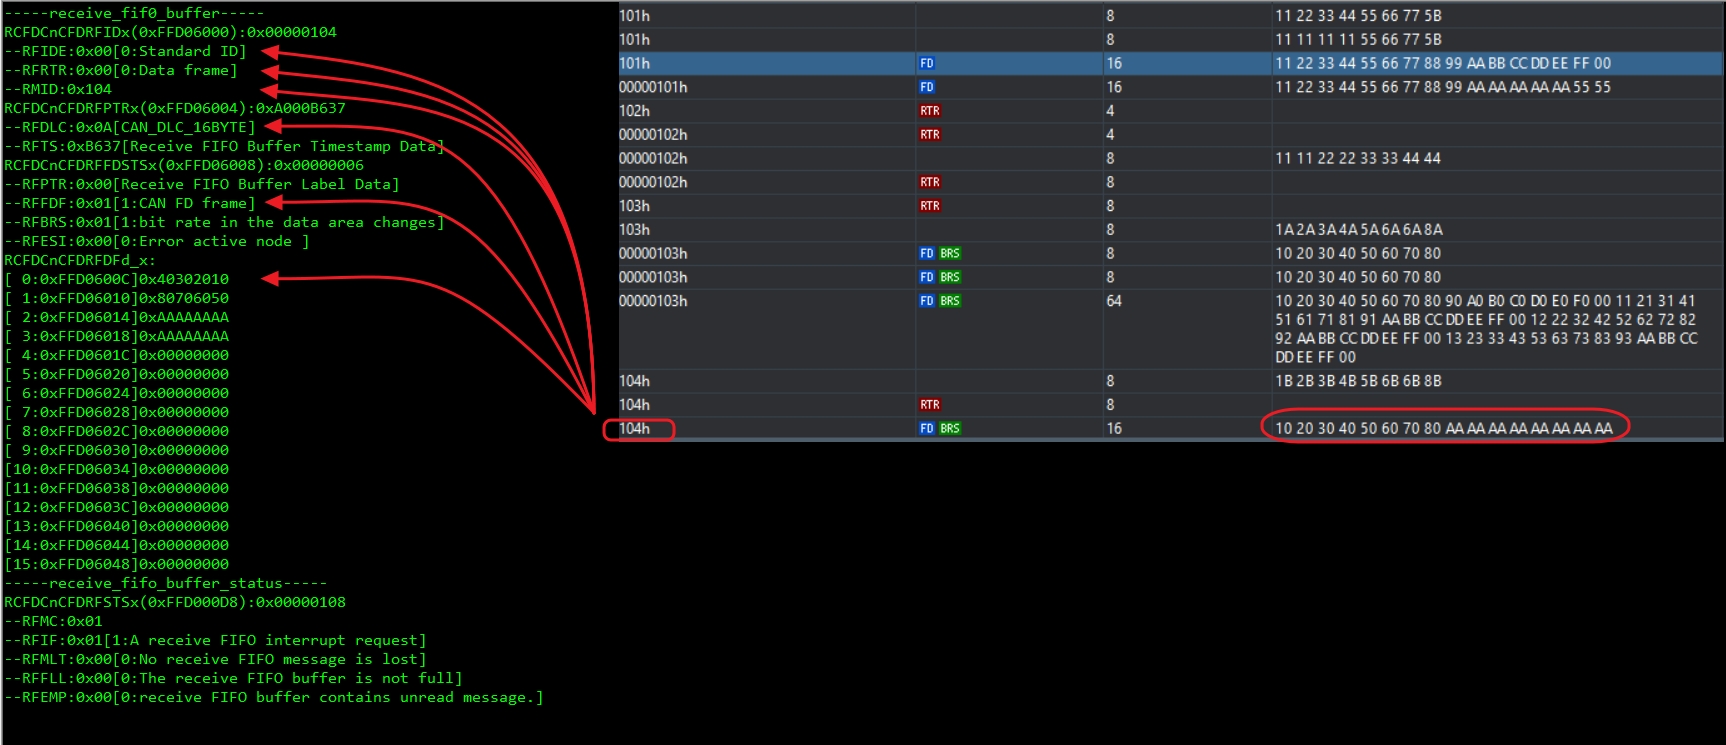 -----receive_fif0_buffer-----
RCFDCnCFDRFIDx(0xFFD06000):0x00000104
--RFIDE:0x00[0:Standard ID]
--RFRTR:0x00[0:Data frame]
--RMID:0x104
RCFDCnCFDRFPTRx(0xFFD06004):0xA000B637
--RFDLC:0x0A[CAN_DLC_16BYTE]
--RFTS:0xB637[Receive FIFO Buffer Timestamp Data]
RCFDCnCFDRFFDSTSx(0xFFD06008):0x00000006
--RFPTR:0x00[Receive FIFO Buffer Label Data]
--RFFDF:0x01[1:CAN FD frame]
--RFBRS:0x01[1:bit rate in the data area changes]
--RFESI:0x00[0:Error active node ]
RCFDCnCFDRFDFd_x:
[ 0:0xFFD0600C]0x40302010
[ 1:0xFFD06010]0x80706050
[ 2:0xFFD06014]0xAAAAAAAA
[ 3:0xFFD06018]0xAAAAAAAA
[ 4:0xFFD0601C]0x00000000
[ 5:0xFFD06020]0x00000000
[ 6:0xFFD06024]0x00000000
[ 7:0xFFD06028]0x00000000
[ 8:0xFFD0602C]0x00000000
[ 9:0xFFD06030]0x00000000
[10:0xFFD06034]0x00000000
[11:0xFFD06038]0x00000000
[12:0xFFD0603C]0x00000000
[13:0xFFD06040]0x00000000
[14:0xFFD06044]0x00000000
[15:0xFFD06048]0x00000000
-----receive_fifo_buffer_status-----
RCFDCnCFDRFSTSx(0xFFD000D8):0x00000108
--RFMC:0x01
--RFIF:0x01[1:A receive FIFO interrupt request]
--RFMLT:0x00[0:No receive FIFO message is lost]
--RFFLL:0x00[0:The receive FIFO buffer is not full]
--RFEMP:0x00[0:receive FIFO buffer contains unread message.]
101h 8 11 22 33 44 55 66 77 5B
101h 8 11 11 11 11 55 66 77 5B
101h FD 16 11 22 33 44 55 66 77 88 99 AA BB CC DD EE FF 00
00000101h FD 16 11 22 33 44 55 66 77 88 99 AA AA AA AA AA 55 55
102h RTR 4
00000102h RTR 4
00000102h 8 11 11 22 22 33 33 44 44
00000102h RTR 8
103h RTR 8
103h 8 1A 2A 3A 4A 5A 6A 6A 8A
00000103h FD BRS 8 10 20 30 40 50 60 70 80
00000103h FD BRS 8 10 20 30 40 50 60 70 80
00000103h FD BRS 64 10 20 30 40 50 60 70 80 90 A0 B0 C0 D0 E0 F0 00 11 21 31 41
51 61 71 81 91 AA BB CC DD EE FF 00 12 22 32 42 52 62 72 82
92 AA BB CC DD EE FF 00 13 23 33 43 53 63 73 83 93 AA BB CC
DD EE FF 00
104h 8 1B 2B 3B 4B 5B 6B 6B 8B
104h RTR 8
104h FD BRS 16 10 20 30 40 50 60 70 80 AA AA AA AA AA AA AA AA